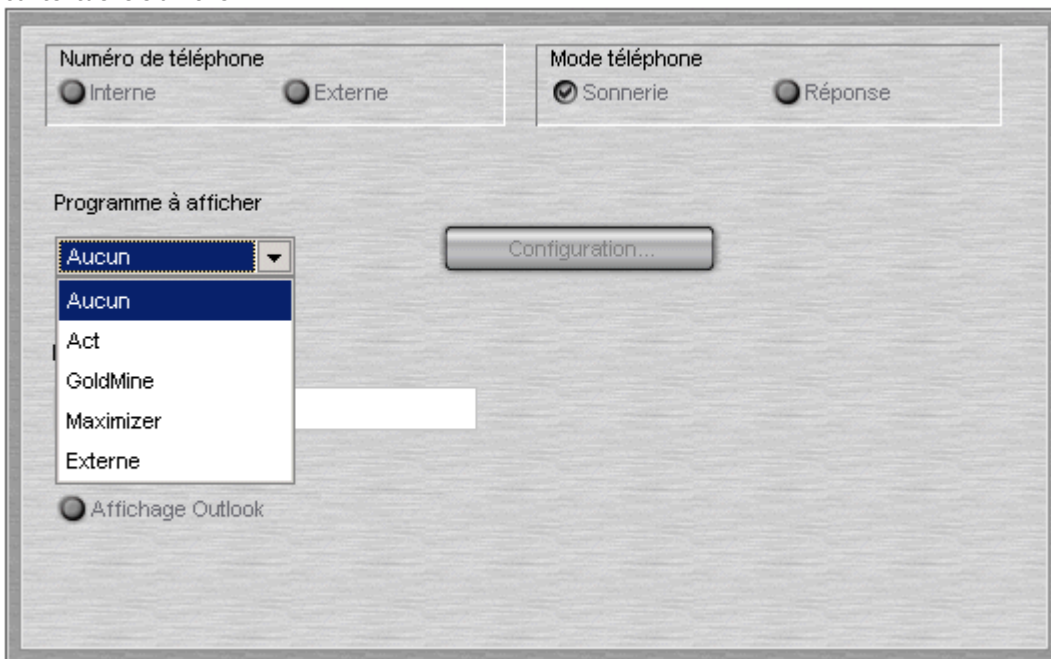 Numéro de téléphone
Interne
Externe
Mode téléphone
Sonnerie
Réponse
Programme à afficher
Aucun
Configuration...
Aucun
Act
GoldMine
Maximizer
Externe
Affichage Outlook